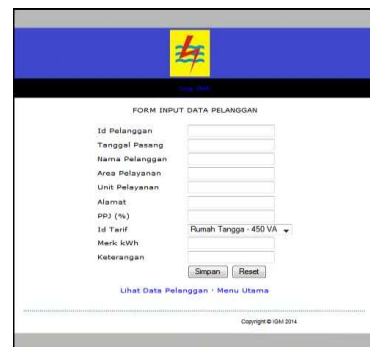 FORM INPUT DATA PELANGGAN
Id Pelanggan
Tanggal Pasang
Nama Pelanggan
Area Pelayanan
Unit Pelayanan
Alamat
PPJ (%)
Id Tarif Rumah Tangga - 450 VA
Merk kWh
Keterangan
Simpan Reset
Lihat Data Pelanggan · Menu Utama
Copyright © IGM 2014